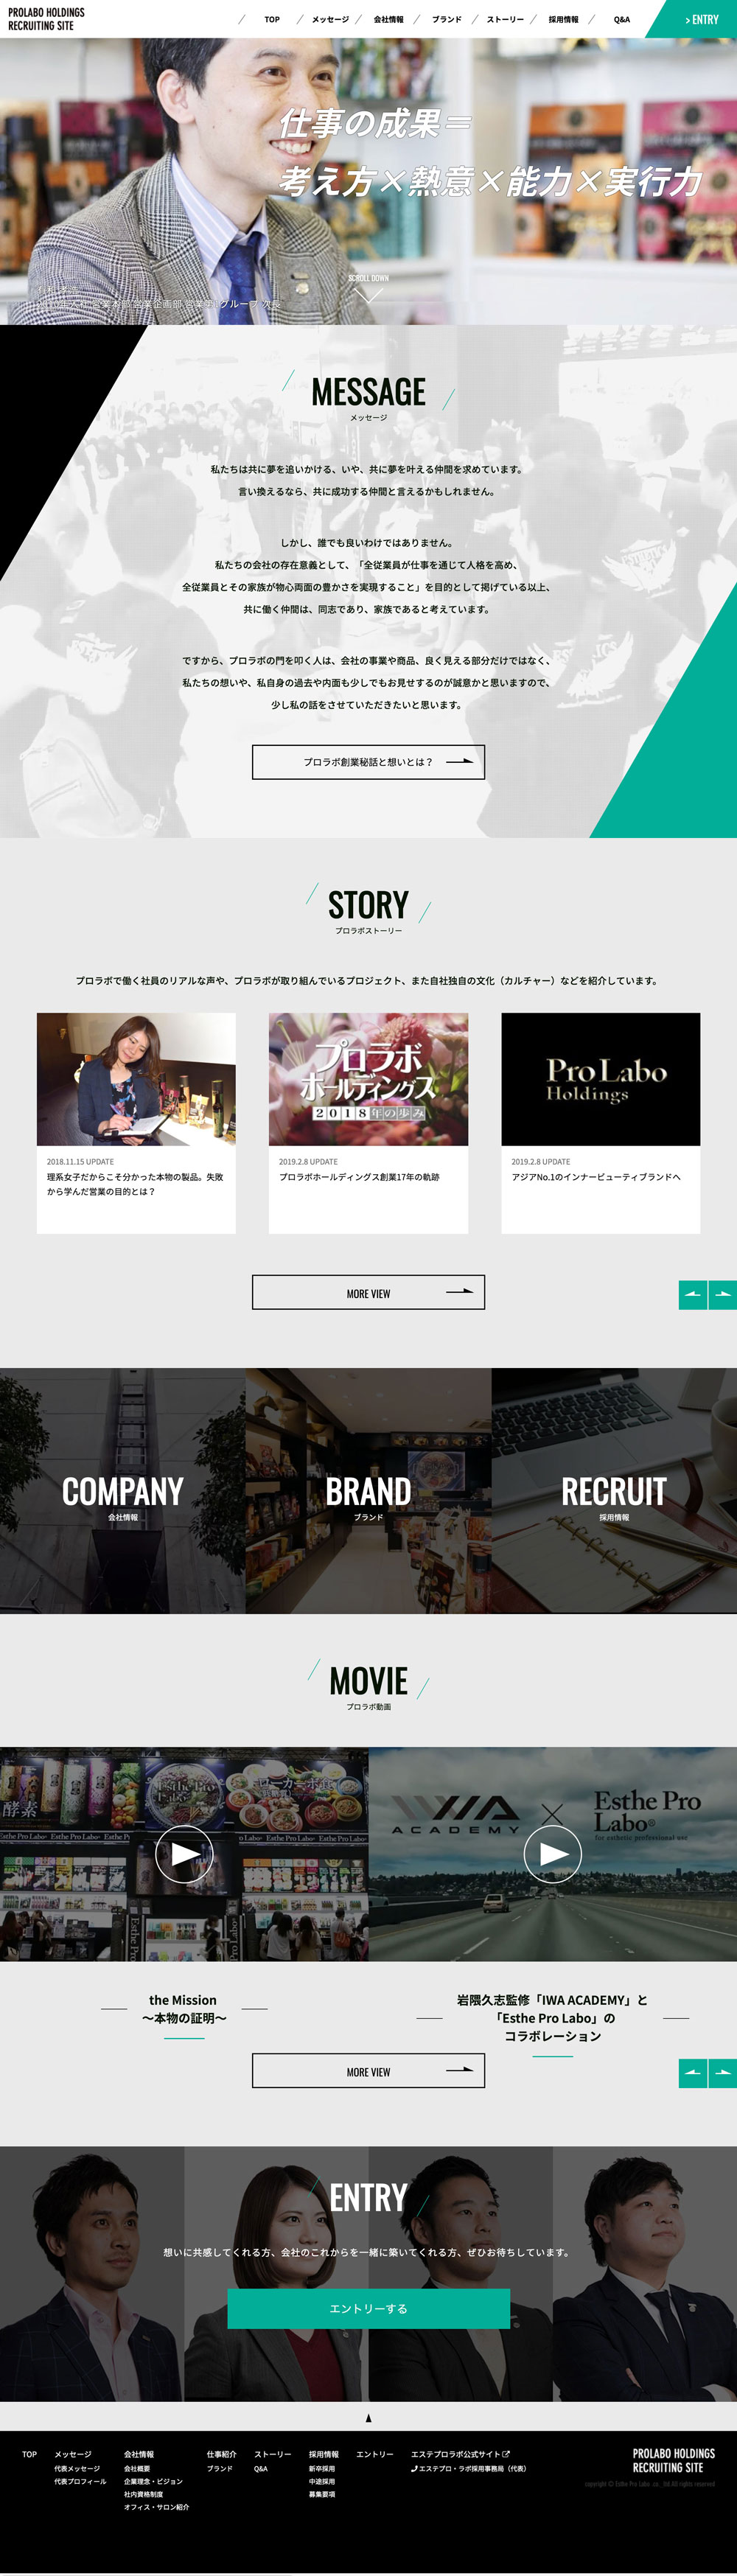 PROLABO HOLDINGS
RECRUITING SITE
TOP
メッセージ
会社情報
ブランド
ストーリー
採用情報
Q&A
> ENTRY
仕事の成果＝
考え方×熱意×能力×実行力
SCROLL DOWN
MESSAGE
メッセージ
私たちは共に夢を追いかける、いや、共に夢を叶える仲間を求めています。
言い換えるなら、共に成功する仲間と言えるかもしれません。
しかし、誰でも良いわけではありません。
私たちの会社の存在意義として、「全従業員が仕事を通じて人格を高め、
全従業員とその家族が物心両面の豊かさを実現すること」を目的として掲げている以上、
共に働く仲間は、同志であり、家族であると考えています。
ですから、プロラボの門を叩く人は、会社の事業や商品、良く見える部分だけではなく、
私たちの想いや、私自身の過去や内面も少しでもお見せするのが誠意かと思いますので、
少し私の話をさせていただきたいと思います。
プロラボ創業秘話と想いとは？
STORY
プロラボストーリー
プロラボで働く社員のリアルな声や、プロラボが取り組んでいるプロジェクト、また自社独自の文化（カルチャー）などを紹介しています。
プロラボ
ホールディングス
2018年の歩み
Pro Labo
Holdings
2018.11.15 UPDATE
理系女子だからこそ分かった本物の製品。失敗
から学んだ営業の目的とは？
2019.2.8 UPDATE
プロラボホールディングス創業17年の軌跡
2019.2.8 UPDATE
アジアNo.1のインナービューティブランドへ
MORE VIEW
COMPANY
会社情報
BRAND
ブランド
RECRUIT
採用情報
MOVIE
プロラボ動画
酵素
Esthe Pro Labo
IWA
ACADEMY
×
Esthe Pro
Labo®
for esthetic professional use
the Mission
〜本物の証明〜
岩隈久志監修「IWA ACADEMY」と
「Esthe Pro Labo」の
コラボレーション
MORE VIEW
ENTRY
想いに共感してくれる方、会社のこれからを一緒に築いてくれる方、ぜひお待ちしています。
エントリーする
TOP
メッセージ
代表メッセージ
代表プロフィール
会社情報
会社概要
企業理念・ビジョン
社内資格制度
オフィス・サロン紹介
仕事紹介
ブランド
ストーリー
Q&A
採用情報
新卒採用
中途採用
募集要項
エントリー
エステプロラボ公式サイト
エステプロ・ラボ採用事務局（代表）
PROLABO HOLDINGS
RECRUITING SITE
copyright © Esthe Pro Labo .co., ltd All rights reserved